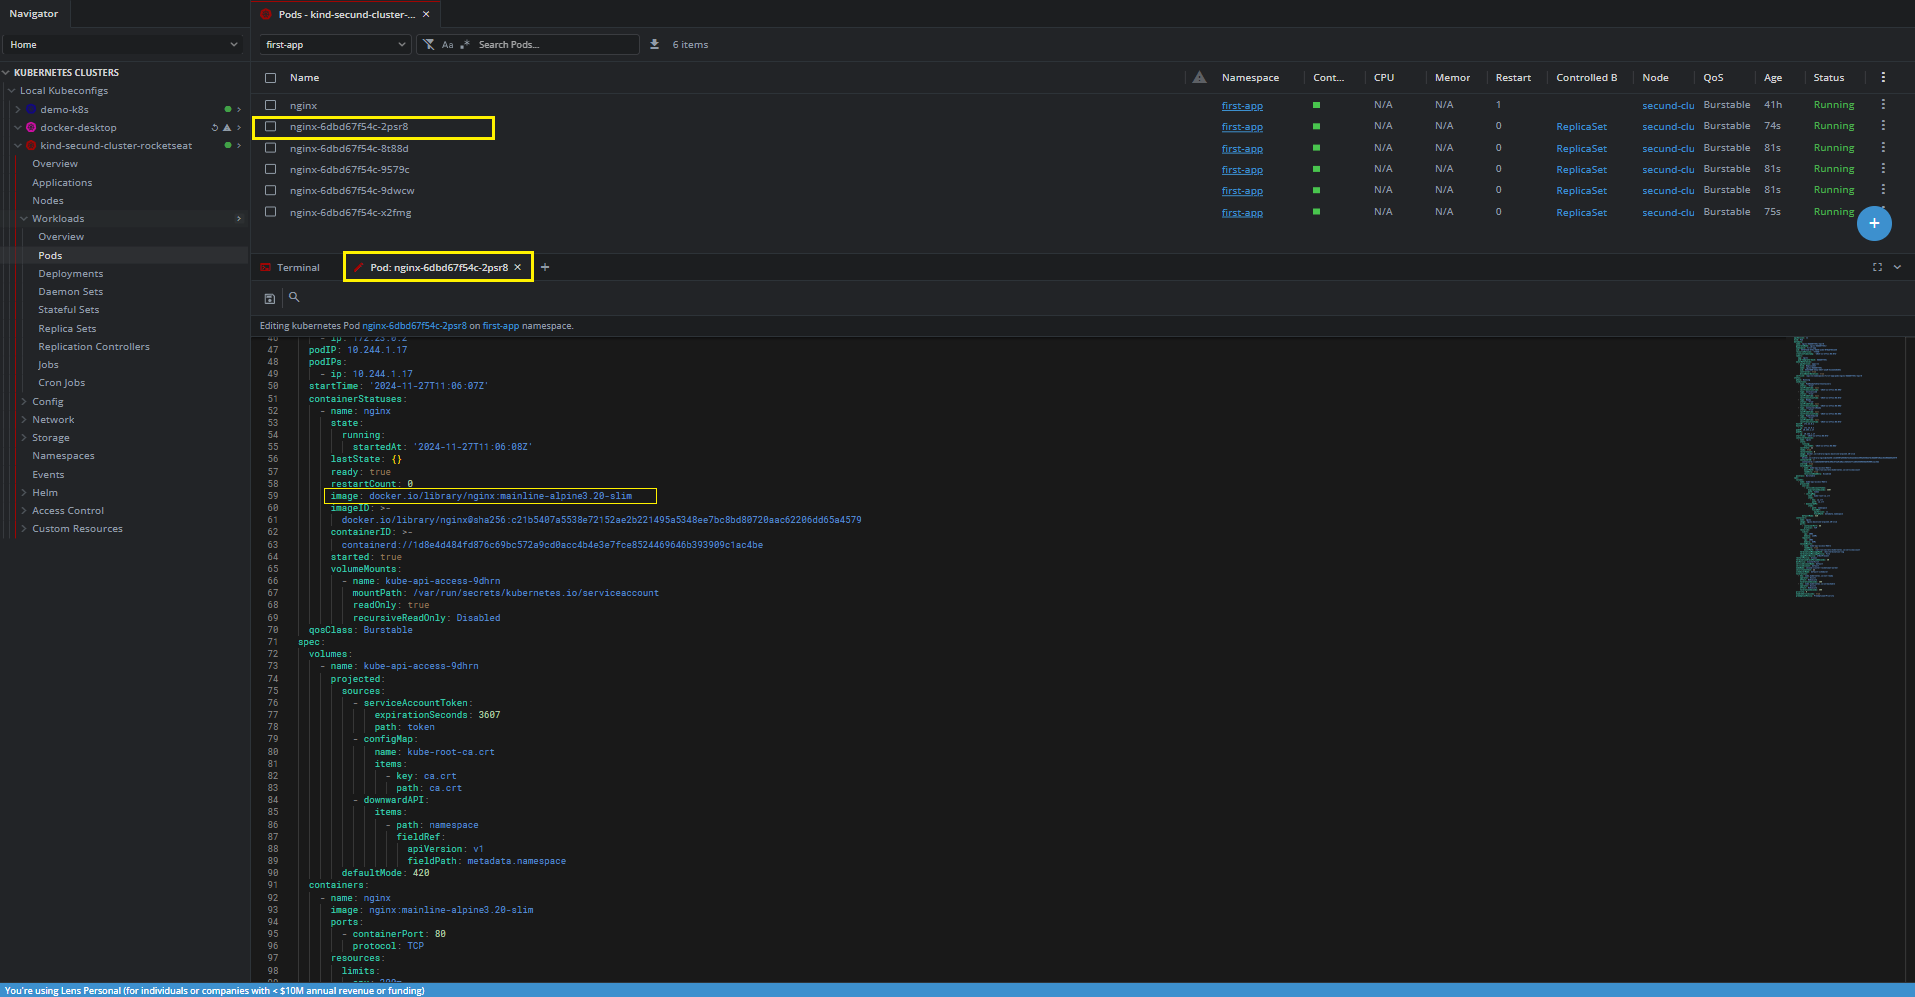 Navigator
Pods - kind-secund-cluster-... ×
Home
first-app
Aa .* Search Pods...
6 items
KUBERNETES CLUSTERS
Local Kubeconfigs
demo-k8s
docker-desktop
kind-secund-cluster-rocketseat
Overview
Applications
Nodes
Workloads
Overview
Pods
Deployments
Daemon Sets
Stateful Sets
Replica Sets
Replication Controllers
Jobs
Cron Jobs
Config
Network
Storage
Namespaces
Events
Helm
Access Control
Custom Resources
Name Namespace Cont... CPU Memor Restart Controlled B Node QoS Age Status
nginx first-app N/A N/A 1 secund-clu Burstable 41h Running
nginx-6dbd67f54c-2psr8 first-app N/A N/A 0 ReplicaSet secund-clu Burstable 74s Running
nginx-6dbd67f54c-8t88d first-app N/A N/A 0 ReplicaSet secund-clu Burstable 81s Running
nginx-6dbd67f54c-9579c first-app N/A N/A 0 ReplicaSet secund-clu Burstable 81s Running
nginx-6dbd67f54c-9dwcw first-app N/A N/A 0 ReplicaSet secund-clu Burstable 81s Running
nginx-6dbd67f54c-x2fmg first-app N/A N/A 0 ReplicaSet secund-clu Burstable 75s Running
+
Terminal Pod: nginx-6dbd67f54c-2psr8 × +
Editing kubernetes Pod nginx-6dbd67f54c-2psr8 on first-app namespace.
46 - ip: 172.23.0.2
47 podIP: 10.244.1.17
48 podIPs:
49 - ip: 10.244.1.17
50 startTime: '2024-11-27T11:06:07Z'
51 containerStatuses:
52 - name: nginx
53 state:
54 running:
55 startedAt: '2024-11-27T11:06:08Z'
56 lastState: {}
57 ready: true
58 restartCount: 0
59 image: docker.io/library/nginx:mainline-alpine3.20-slim
60 imageID: >-
61 docker.io/library/nginx@sha256:c21b5407a5538e72152ae2b221495a5348ee7bc8bd80720aac62206dd65a4579
62 containerID: >-
63 containerd://1d8e4d484fd876c69bc572a9cd0acc4b4e3e7fce8524469646b393909c1ac4be
64 started: true
65 volumeMounts:
66 - name: kube-api-access-9dhrn
67 mountPath: /var/run/secrets/kubernetes.io/serviceaccount
68 readOnly: true
69 recursiveReadOnly: Disabled
70 qosClass: Burstable
71 spec:
72 volumes:
73 - name: kube-api-access-9dhrn
74 projected:
75 sources:
76 - serviceAccountToken:
77 expirationSeconds: 3607
78 path: token
79 - configMap:
80 name: kube-root-ca.crt
81 items:
82 - key: ca.crt
83 path: ca.crt
84 - downwardAPI:
85 items:
86 - path: namespace
87 fieldRef:
88 apiVersion: v1
89 fieldPath: metadata.namespace
90 defaultMode: 420
91 containers:
92 - name: nginx
93 image: nginx:mainline-alpine3.20-slim
94 ports:
95 - containerPort: 80
96 protocol: TCP
97 resources:
98 limits:
You're using Lens Personal (for individuals or companies with < $10M annual revenue or funding)